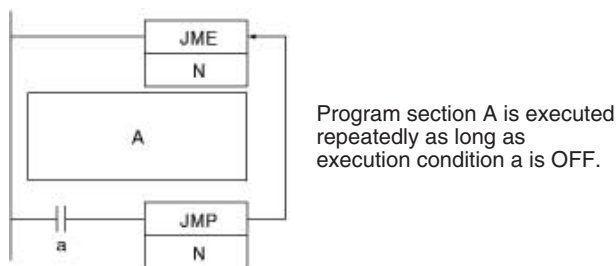 JME
N
A
Program section A is executed
repeatedly as long as
execution condition a is OFF.
JMP
a
N